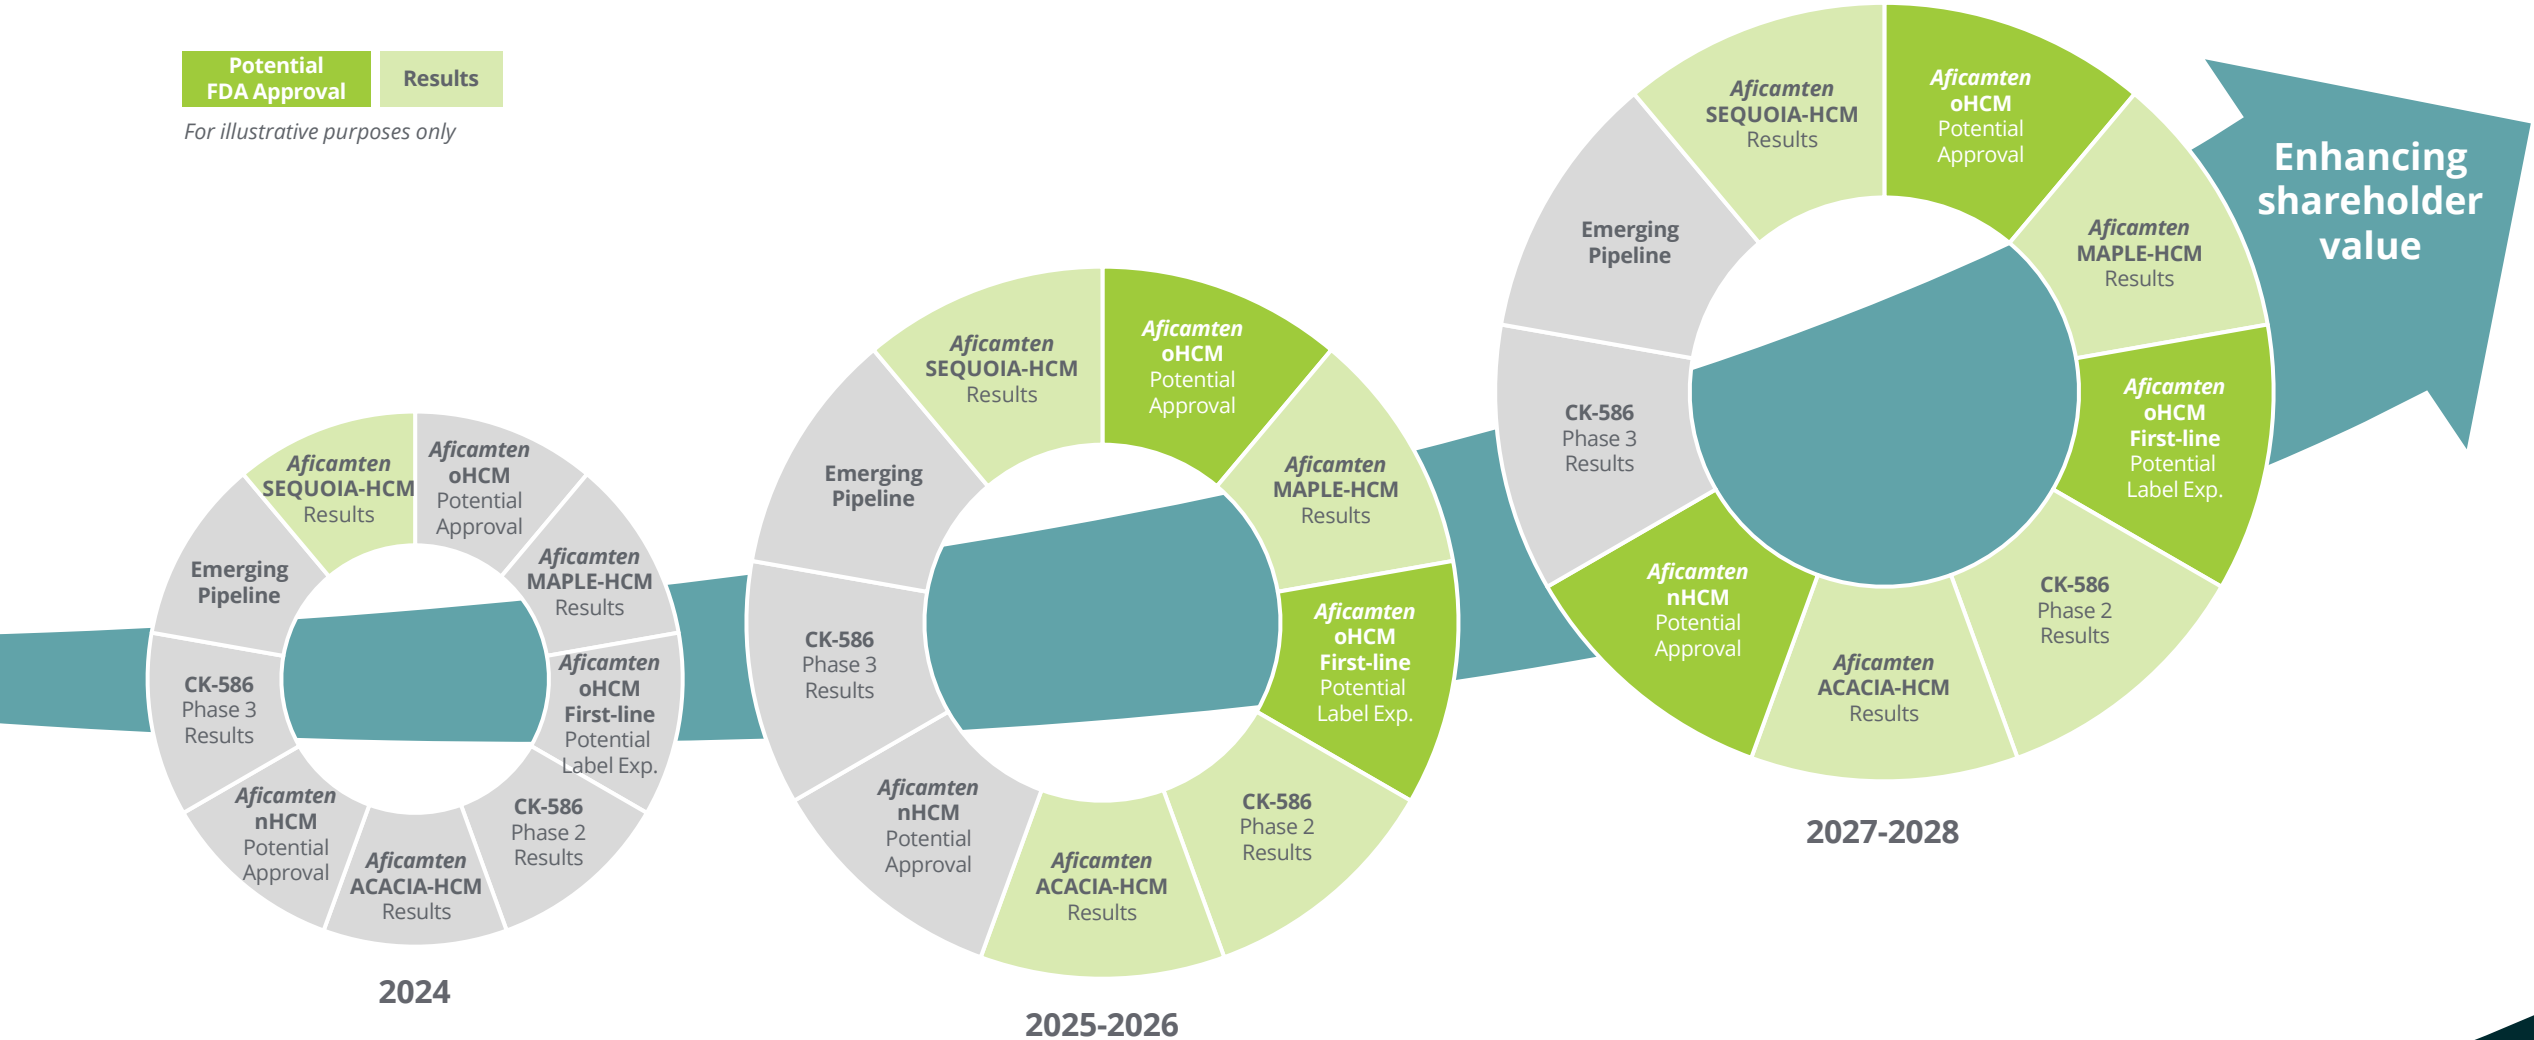 Potential
FDA Approval
Results
For illustrative purposes only
Aficamten
SEQUOIA-HCM
Results
Aficamten
oHCM
Potential
Approval
Aficamten
MAPLE-HCM
Results
Aficamten
oHCM
First-line
Potential
Label Exp.
CK-586
Phase 2
Results
Aficamten
ACACIA-HCM
Results
Aficamten
nHCM
Potential
Approval
CK-586
Phase 3
Results
Emerging
Pipeline
2024
Aficamten
SEQUOIA-HCM
Results
Aficamten
oHCM
Potential
Approval
Aficamten
MAPLE-HCM
Results
Aficamten
oHCM
First-line
Potential
Label Exp.
CK-586
Phase 2
Results
Aficamten
ACACIA-HCM
Results
Aficamten
nHCM
Potential
Approval
CK-586
Phase 3
Results
Emerging
Pipeline
2025-2026
Aficamten
SEQUOIA-HCM
Results
Aficamten
oHCM
Potential
Approval
Aficamten
MAPLE-HCM
Results
Aficamten
oHCM
First-line
Potential
Label Exp.
CK-586
Phase 2
Results
Aficamten
ACACIA-HCM
Results
Aficamten
nHCM
Potential
Approval
CK-586
Phase 3
Results
Emerging
Pipeline
2027-2028
Enhancing
shareholder
value